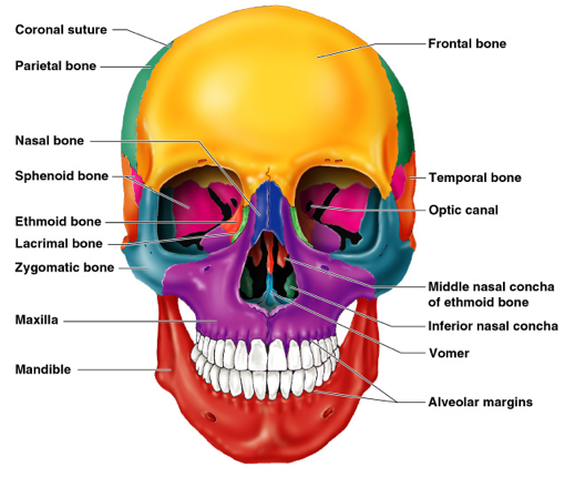 Coronal suture
Parietal bone
Nasal bone
Sphenoid bone
Ethmoid bone
Lacrimal bone
Zygomatic bone
Maxilla
Mandible
Frontal bone
Temporal bone
Optic canal
Middle nasal concha
of ethmoid bone
Inferior nasal concha
Vomer
Alveolar margins